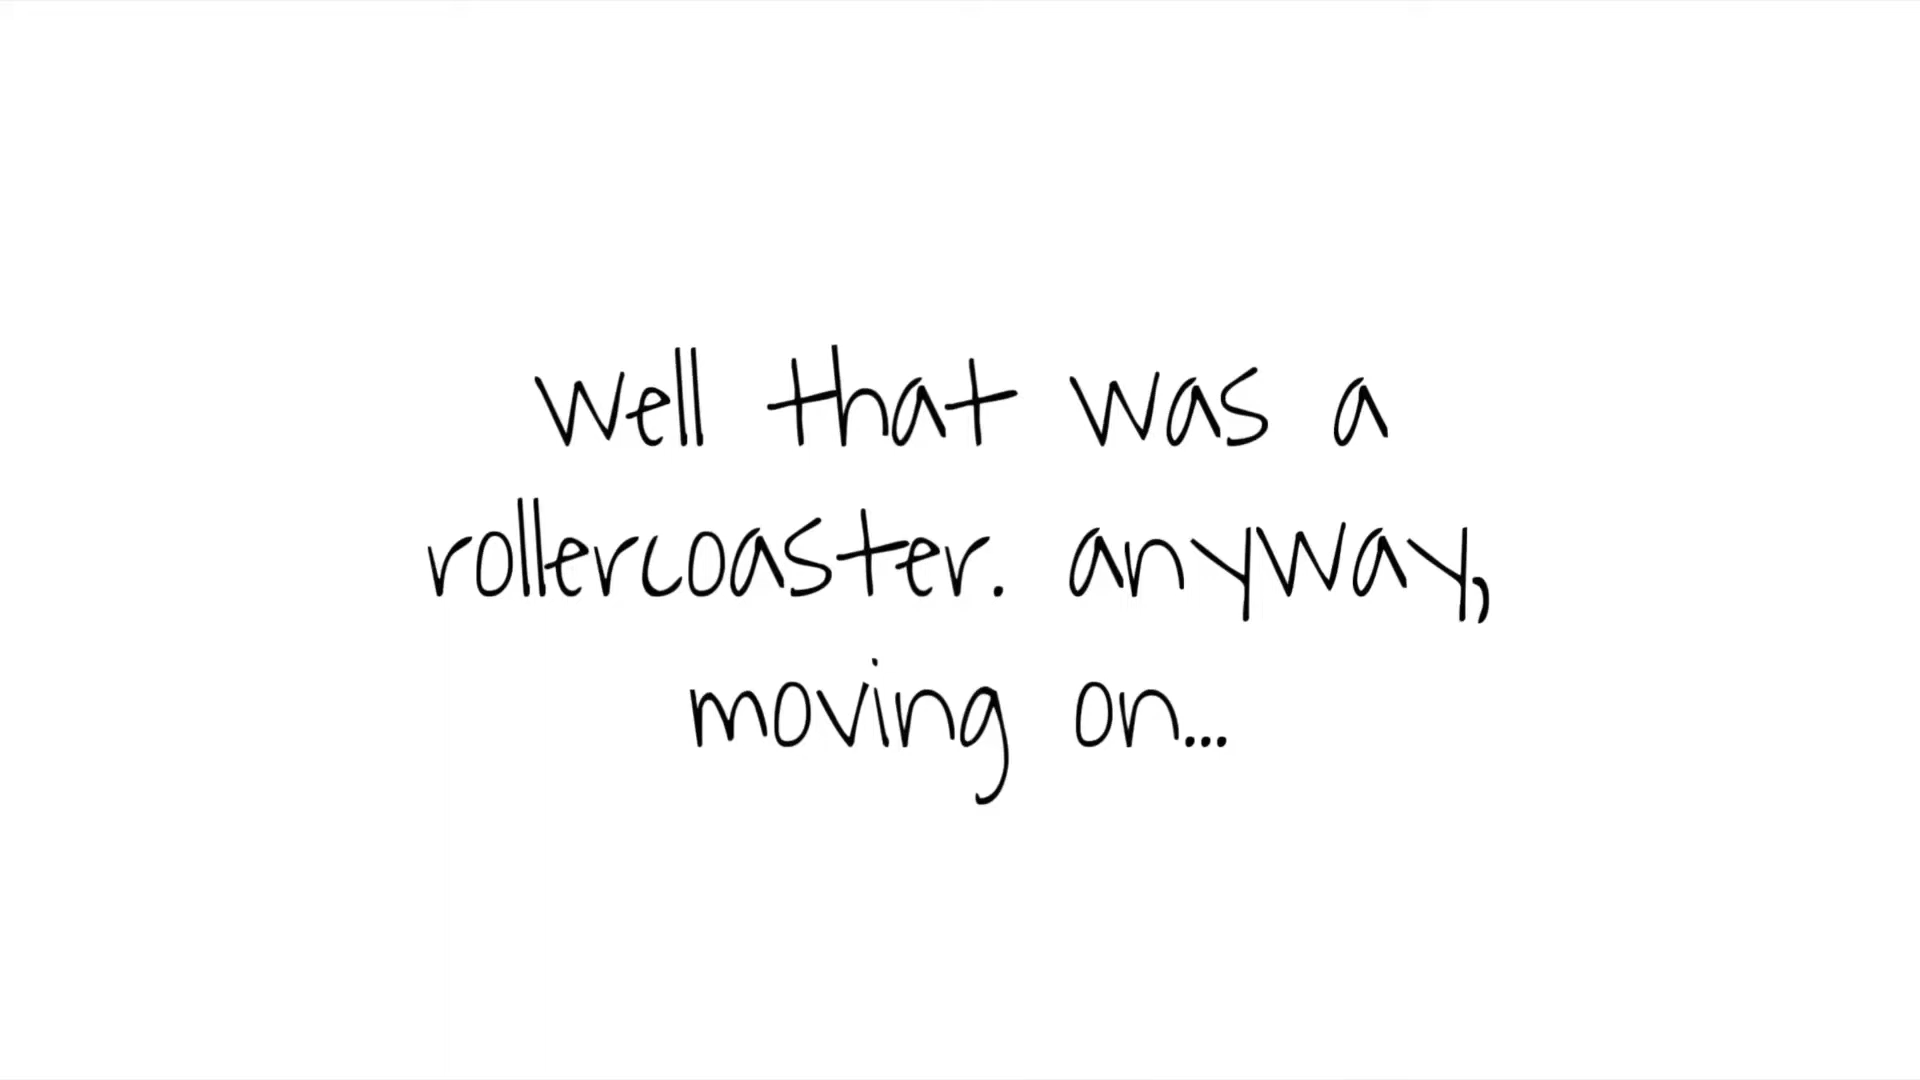 well that was a
rollercoaster. anyway,
moving on...